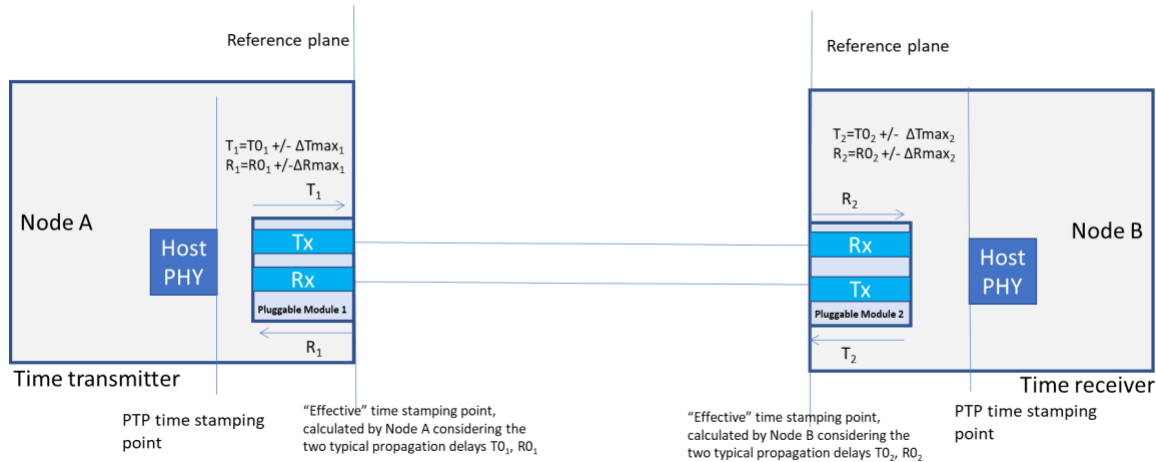 Reference plane
Reference plane
T₁=T0₁ +/- ΔTmax₁
R₁=R0₁ +/-ΔRmax₁
T₂=T0₂ +/- ΔTmax₂
R₂=R0₂ +/- ΔRmax₂
T₁
R₂
Node A
Node B
Host
PHY
Tx
Rx
Pluggable Module 1
Rx
Tx
Pluggable Module 2
Host
PHY
R₁
T₂
Time transmitter
Time receiver
PTP time stamping
point
"Effective" time stamping point,
calculated by Node A considering the
two typical propagation delays T0₁, R0₁
"Effective" time stamping point,
calculated by Node B considering the
two typical propagation delays T0₂, R0₂
PTP time stamping
point